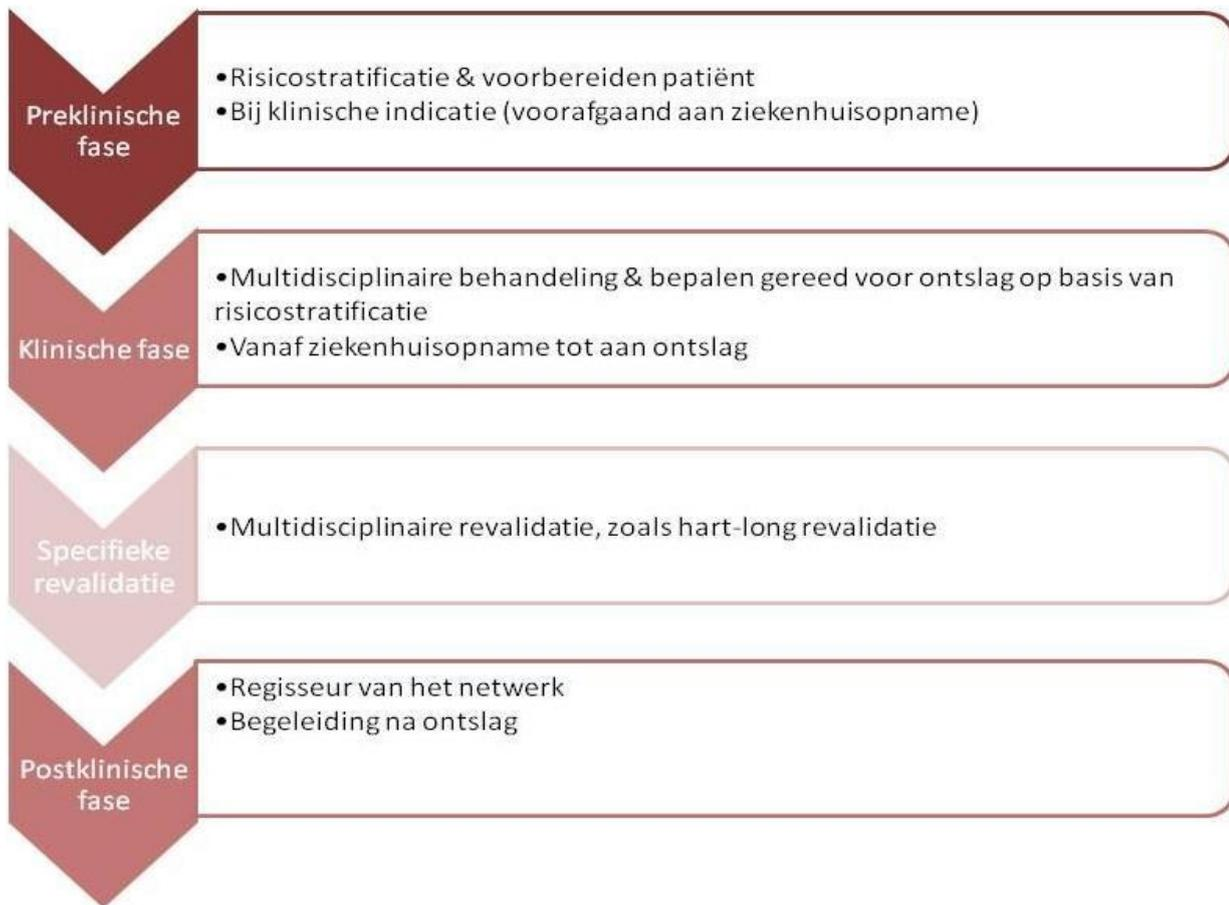 Preklinische
fase
•Risicostratificatie & voorbereiden patiënt
•Bij klinische indicatie (voorafgaand aan ziekenhuisopname)
Klinische fase
•Multidisciplinaire behandeling & bepalen gereed voor ontslag op basis van
risicostratificatie
•Vanaf ziekenhuisopname tot aan ontslag
Specifieke
revalidatie
•Multidisciplinaire revalidatie, zoals hart-long revalidatie
Postklinische
fase
•Regisseur van het netwerk
•Begeleiding na ontslag